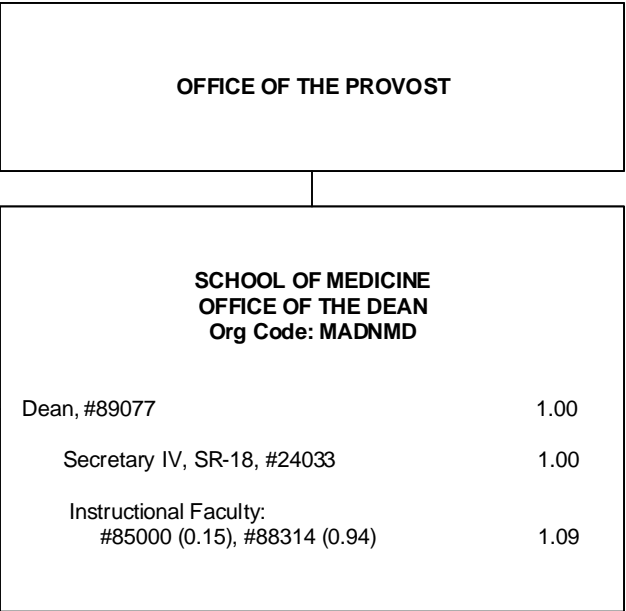 OFFICE OF THE PROVOST
SCHOOL OF MEDICINE
OFFICE OF THE DEAN
Org Code: MADNMD
Dean, #89077 1.00
Secretary IV, SR-18, #24033 1.00
Instructional Faculty:
#85000 (0.15), #88314 (0.94) 1.09